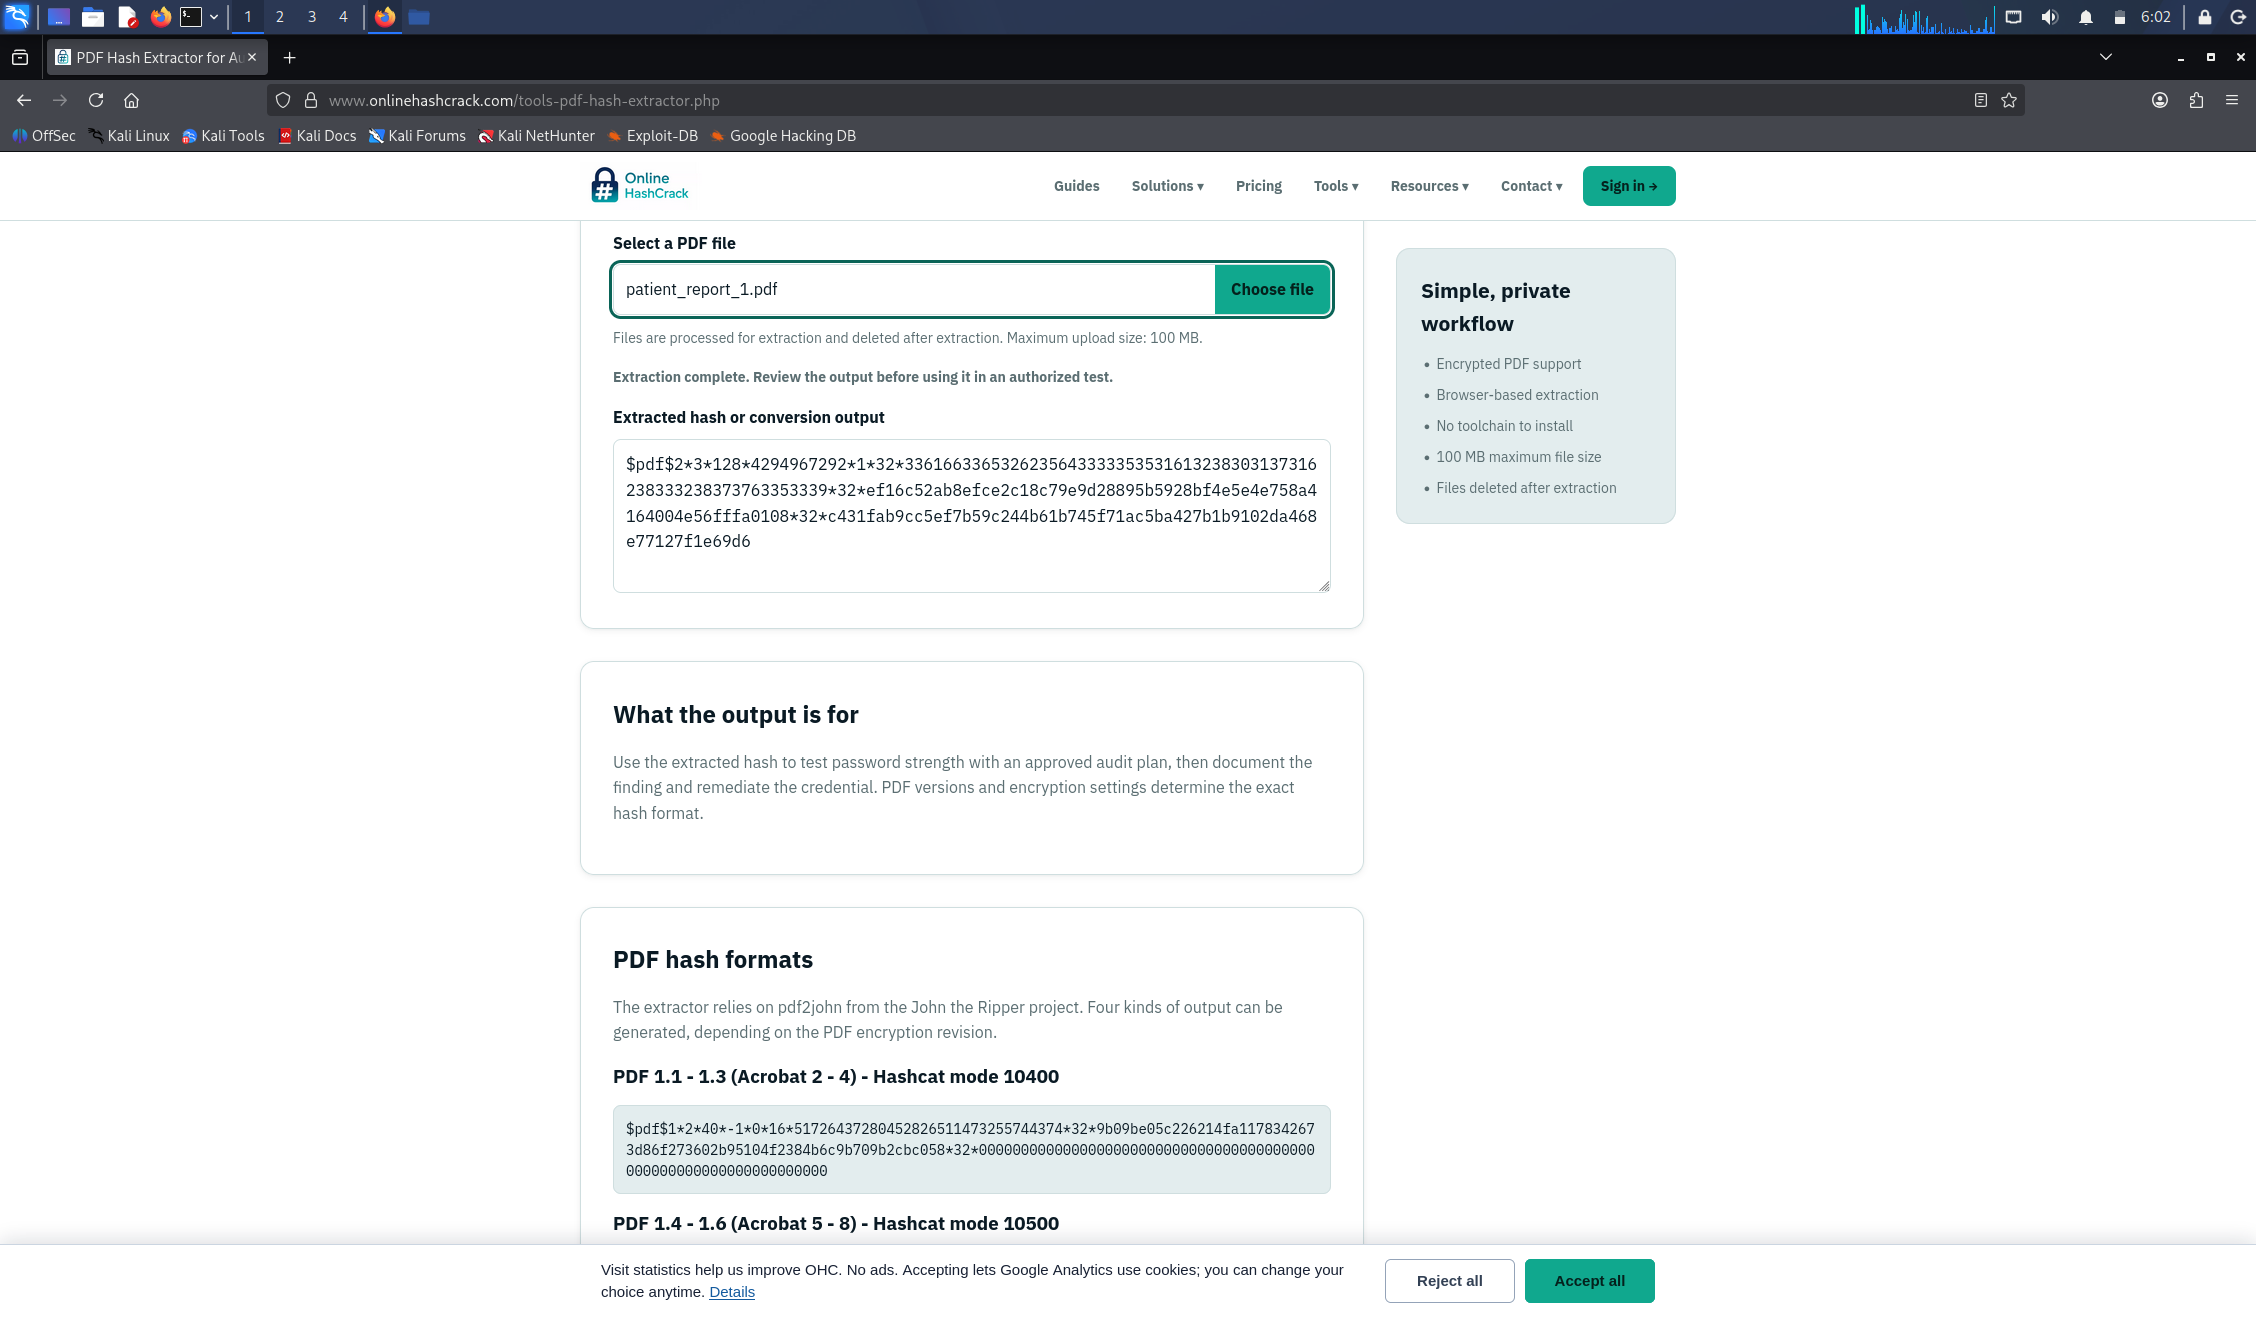 1 2 3 4
6:02
PDF Hash Extractor for Au
www.onlinehashcrack.com/tools-pdf-hash-extractor.php
OffSec Kali Linux Kali Tools Kali Docs Kali Forums Kali NetHunter Exploit-DB Google Hacking DB
Online
HashCrack
Guides Solutions ▾ Pricing Tools ▾ Resources ▾ Contact ▾ Sign in →
Select a PDF file
patient_report_1.pdf
Choose file
Files are processed for extraction and deleted after extraction. Maximum upload size: 100 MB.
Extraction complete. Review the output before using it in an authorized test.
Extracted hash or conversion output
$pdf$2*3*128*4294967292*1*32*3361663365326235643333353531613238303137316
2383332383737633533​39*32*ef16c52ab8efce2c18c79e9d28895b5928bf4e5e4e758a4
164004e56fffa0108*32*c431fab9cc5ef7b59c244b61b745f71ac5ba427b1b9102da468
e77127f1e69d6
What the output is for
Use the extracted hash to test password strength with an approved audit plan, then document the
finding and remediate the credential. PDF versions and encryption settings determine the exact
hash format.
PDF hash formats
The extractor relies on pdf2john from the John the Ripper project. Four kinds of output can be
generated, depending on the PDF encryption revision.
PDF 1.1 - 1.3 (Acrobat 2 - 4) - Hashcat mode 10400
$pdf$1*2*40*-1*0*16*51726437280452826511473255744374*32*9b09be05c226214fa117834267
3d86f273602b95104f2384b6c9b709b2cbc058*32*0000000000000000000000000000000000000000
000000000000000000000000
PDF 1.4 - 1.6 (Acrobat 5 - 8) - Hashcat mode 10500
Simple, private
workflow
• Encrypted PDF support
• Browser-based extraction
• No toolchain to install
• 100 MB maximum file size
• Files deleted after extraction
Visit statistics help us improve OHC. No ads. Accepting lets Google Analytics use cookies; you can change your
choice anytime. Details
Reject all
Accept all